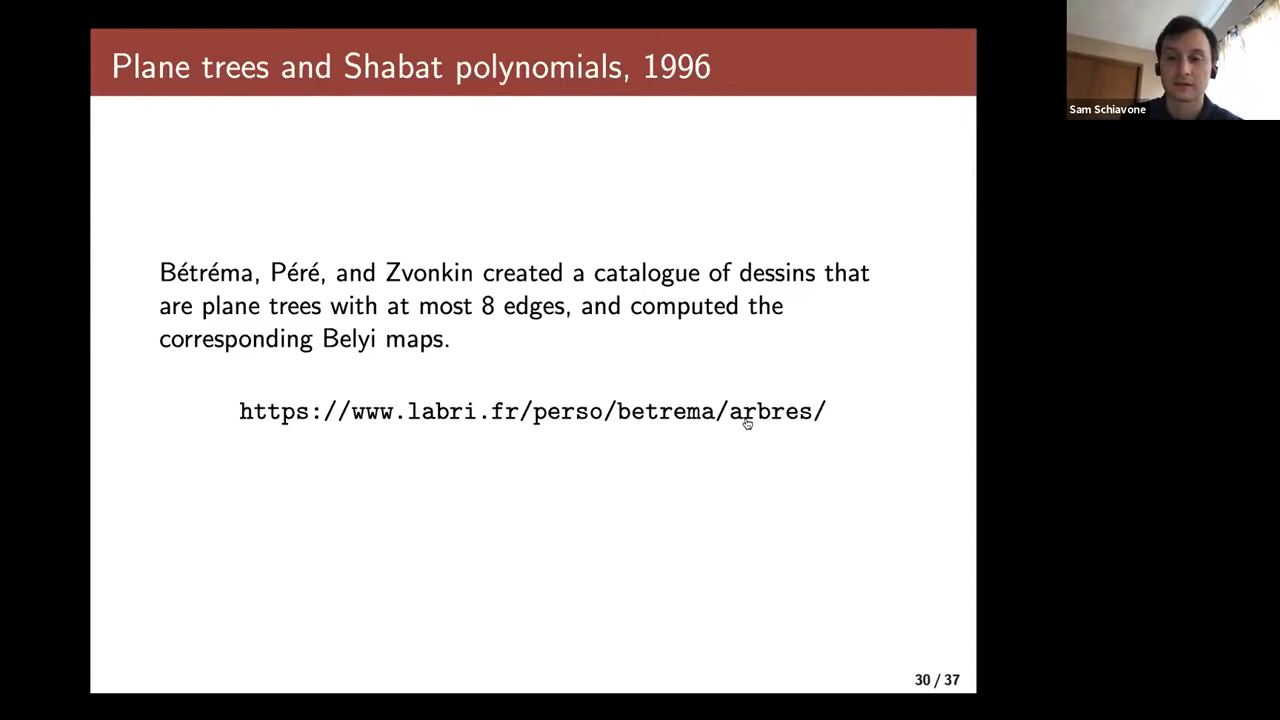 Plane trees and Shabat polynomials, 1996
Sam Schiavone
Bétréma, Péré, and Zvonkin created a catalogue of dessins that
are plane trees with at most 8 edges, and computed the
corresponding Belyi maps.
https://www.labri.fr/perso/betrema/arbres/
30 / 37